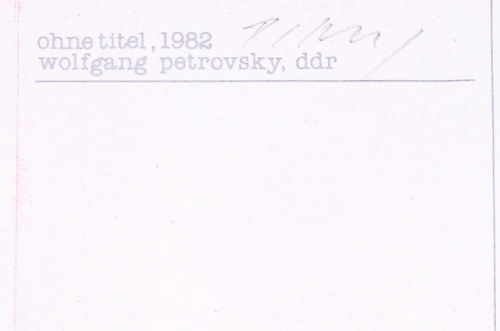 ohne titel, 1982
wolfgang petrovsky, ddr